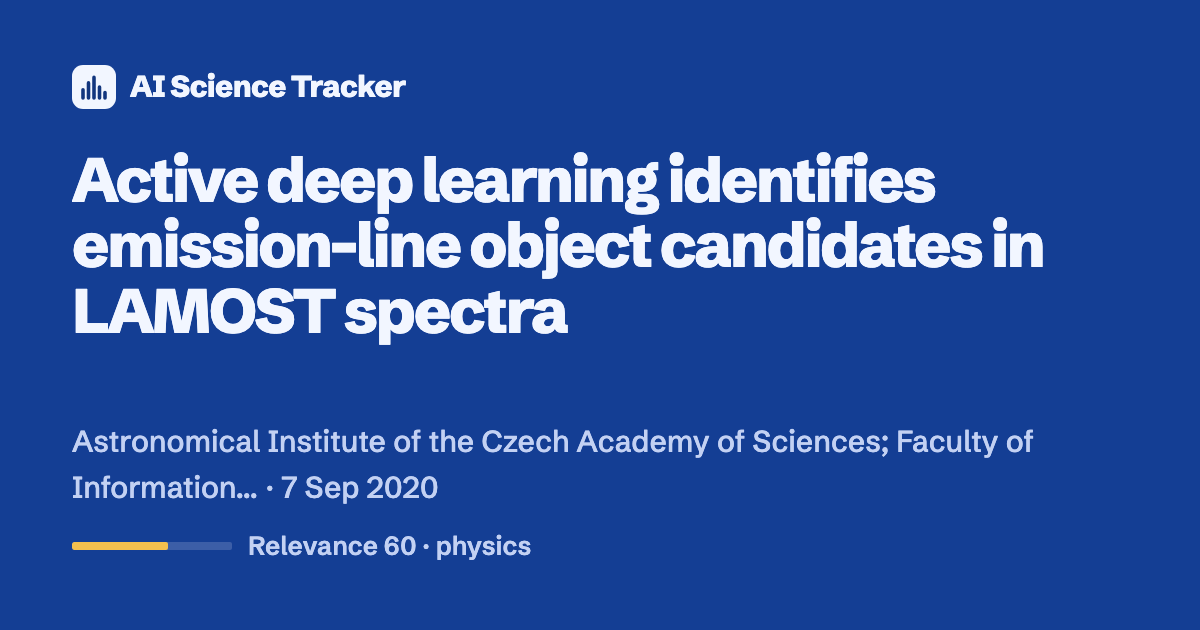 AI Science Tracker
Active deep learning identifies
emission-line object candidates in
LAMOST spectra
Astronomical Institute of the Czech Academy of Sciences; Faculty of
Information... · 7 Sep 2020
Relevance 60 · physics